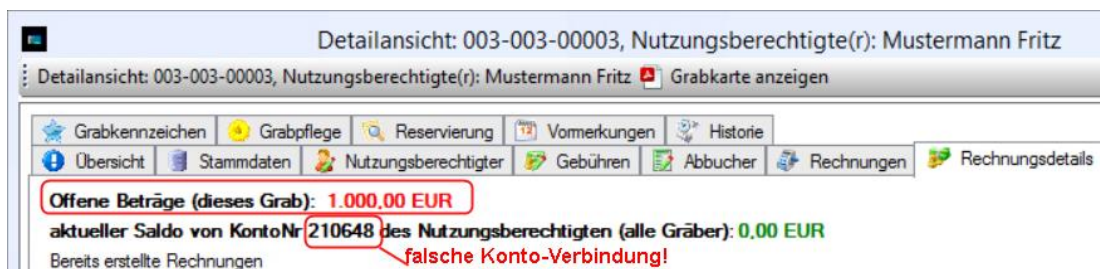 Detailansicht: 003-003-00003, Nutzungsberechtigte(r): Mustermann Fritz
Detailansicht: 003-003-00003, Nutzungsberechtigte(r): Mustermann Fritz Grabkarte anzeigen
Grabkennzeichen Grabpflege Reservierung Vormerkungen Historie
Übersicht Stammdaten Nutzungsberechtigter Gebühren Abbucher Rechnungen Rechnungsdetails
Offene Beträge (dieses Grab): 1.000,00 EUR
aktueller Saldo von KontoNr 210648 des Nutzungsberechtigten (alle Gräber): 0,00 EUR
falsche Konto-Verbindung!
Bereits erstellte Rechnungen